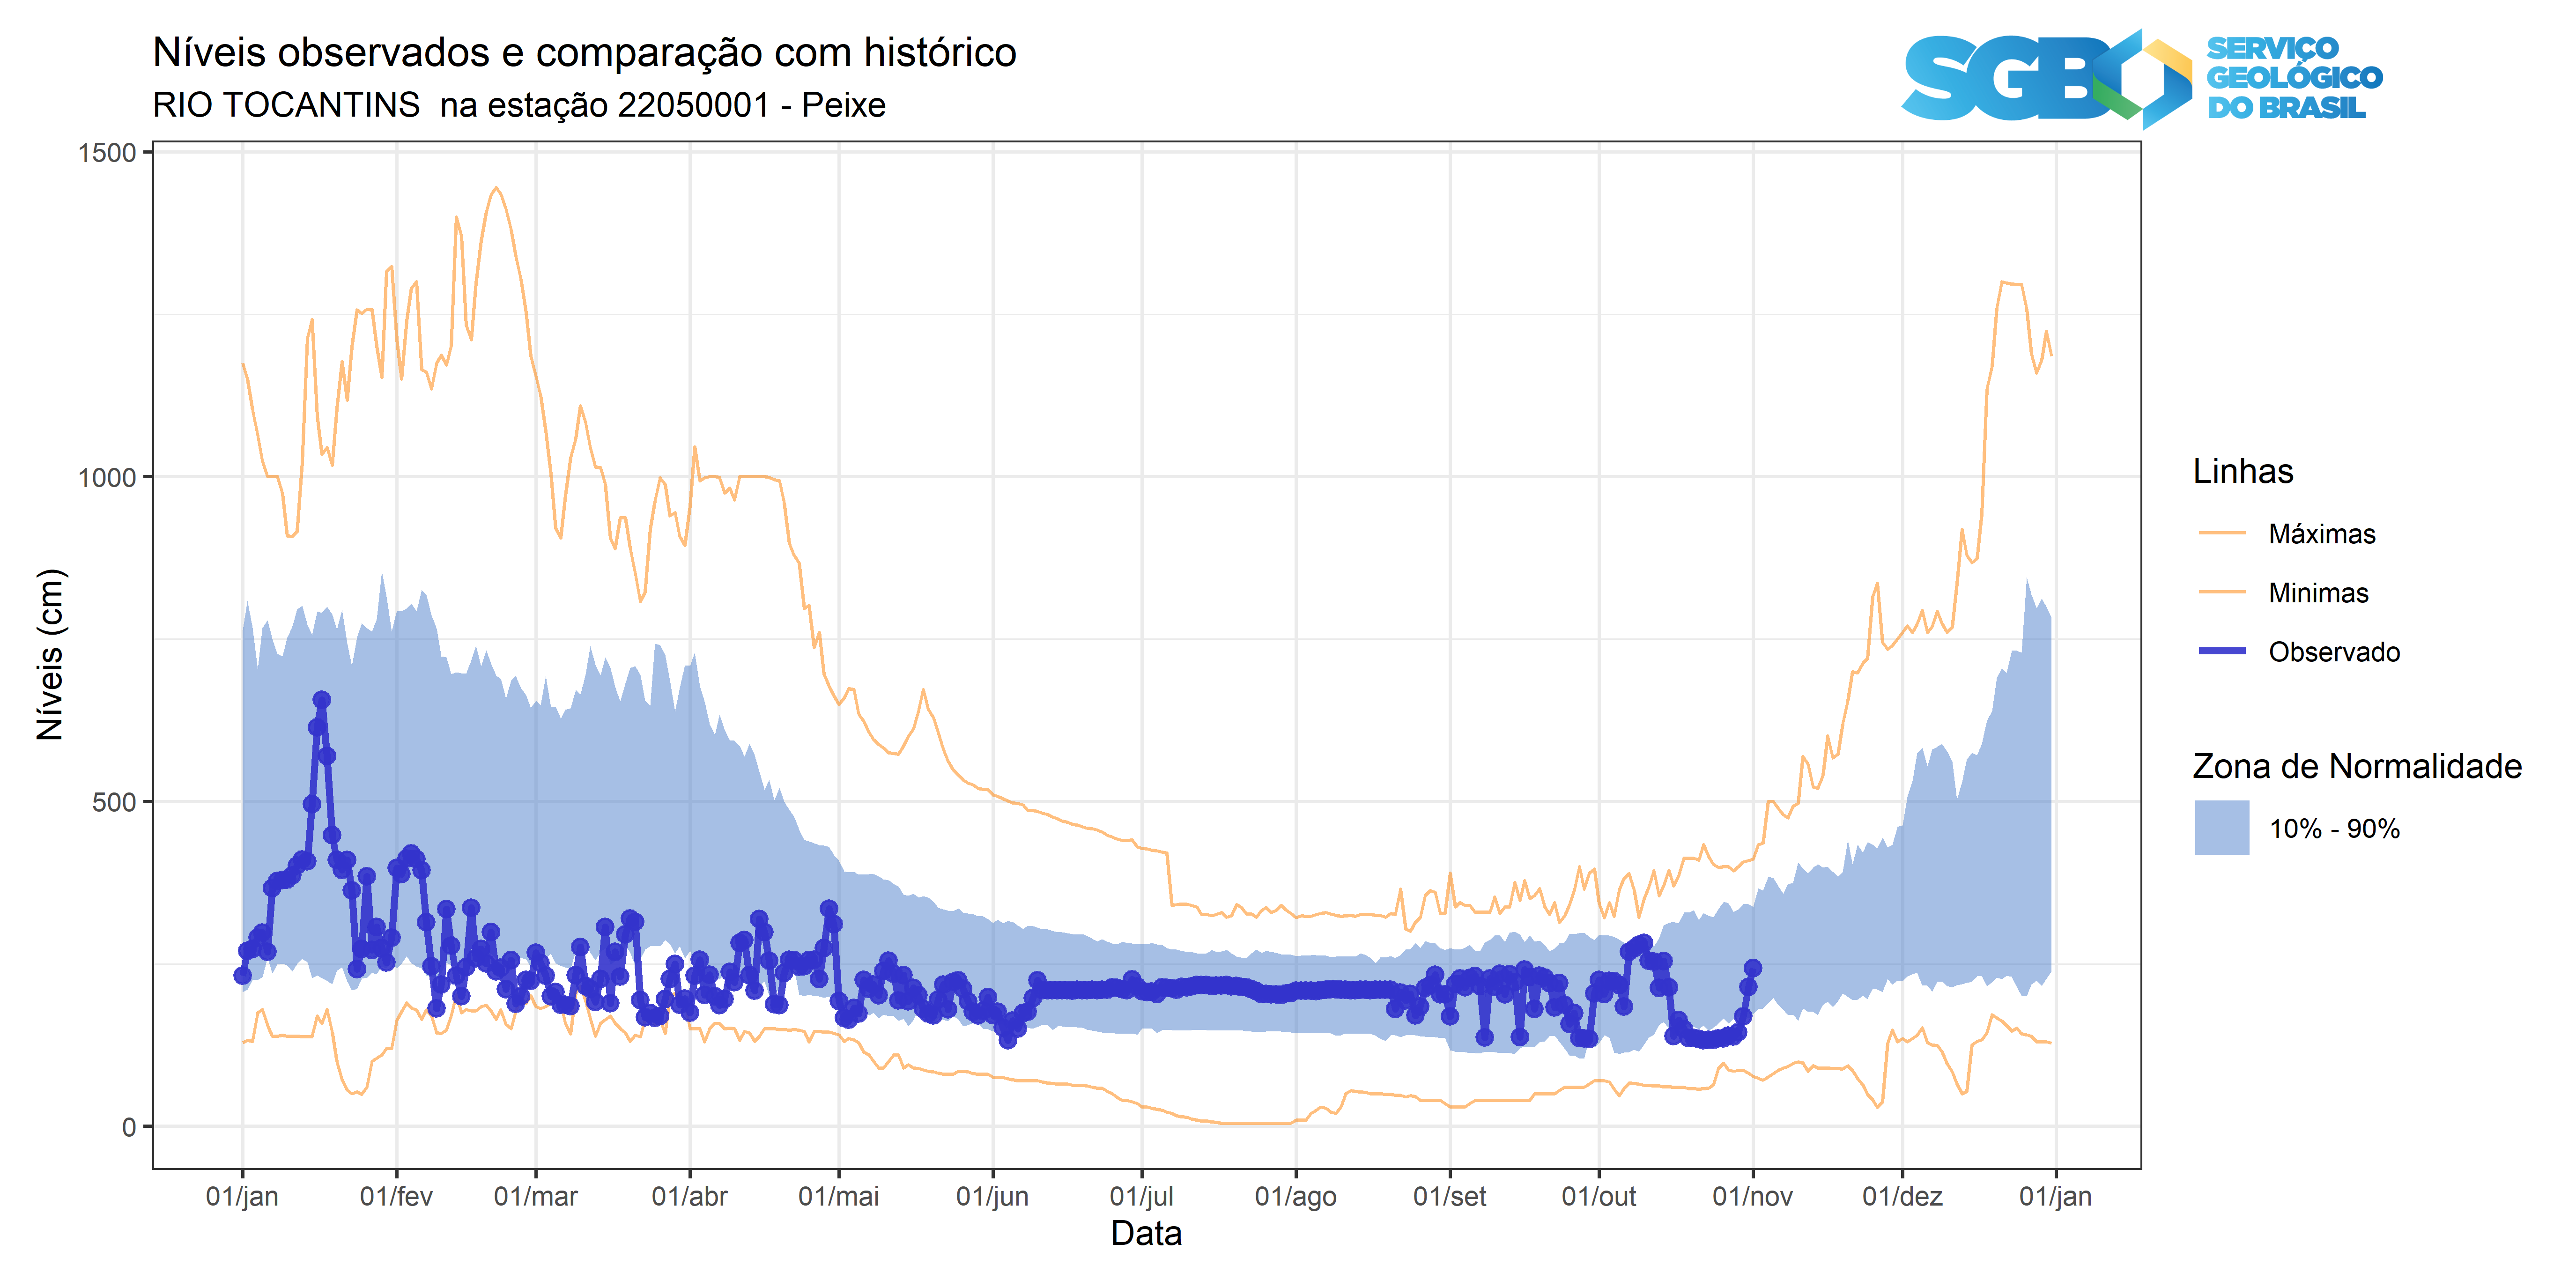 Níveis observados e comparação com histórico
RIO TOCANTINS  na estação 22050001 - Peixe
SGB
SERVIÇO
GEOLÓGICO
DO BRASIL
1500
1000
500
0
Níveis (cm)
01/jan
01/fev
01/mar
01/abr
01/mai
01/jun
01/jul
01/ago
01/set
01/out
01/nov
01/dez
01/jan
Data
Linhas
Máximas
Minimas
Observado
Zona de Normalidade
10% - 90%